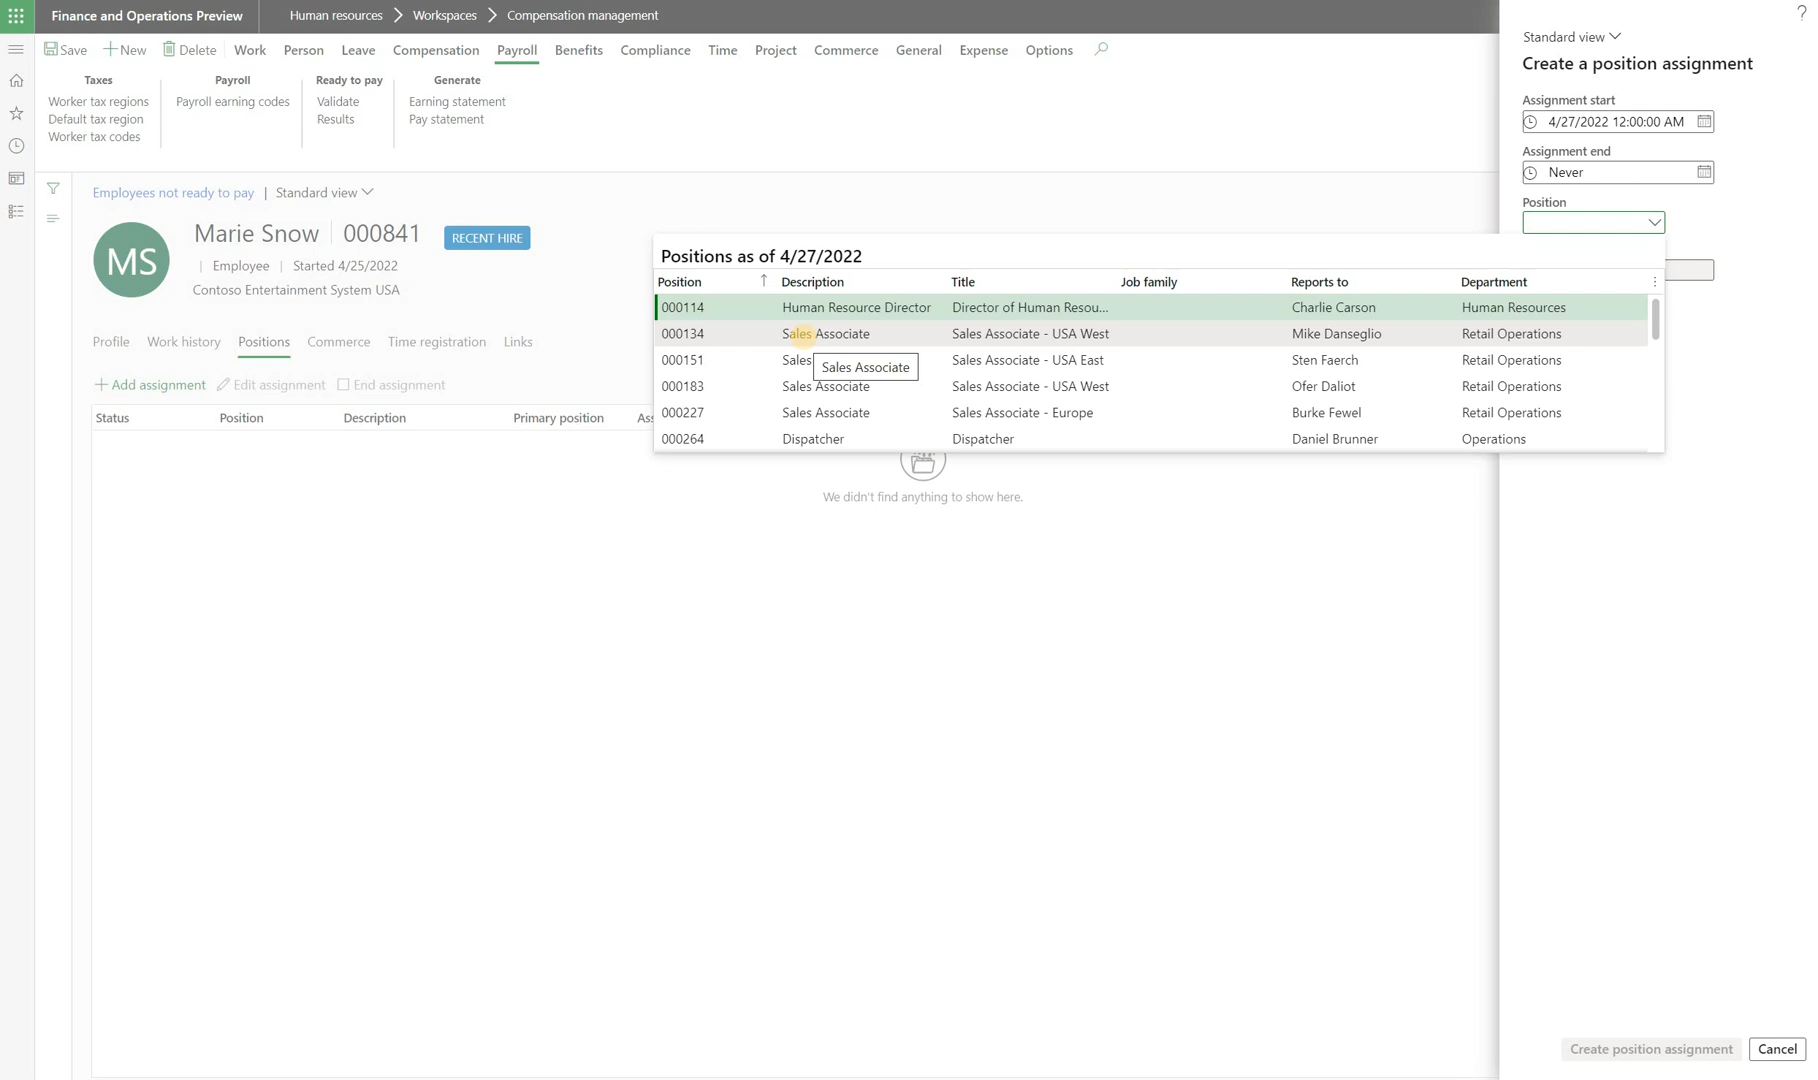 Finance and Operations Preview
Human resources
Workspaces
Compensation management
?
Save
New
Delete
Work
Person
Leave
Compensation
Payroll
Benefits
Compliance
Time
Project
Commerce
General
Expense
Options
Taxes
Worker tax regions
Default tax region
Worker tax codes
Payroll
Payroll earning codes
Ready to pay
Validate
Results
Generate
Earning statement
Pay statement
Employees not ready to pay | Standard view
MS
Marie Snow | 000841
RECENT HIRE
| Employee | Started 4/25/2022
Contoso Entertainment System USA
Profile
Work history
Positions
Commerce
Time registration
Links
Add assignment
Edit assignment
End assignment
Status
Position
Description
Primary position
Ass
We didn't find anything to show here.
Positions as of 4/27/2022
Position Description Title Job family Reports to Department
000114 Human Resource Director Director of Human Resou... Charlie Carson Human Resources
000134 Sales Associate Sales Associate - USA West Mike Danseglio Retail Operations
000151 Sales Sales Associate - USA East Sten Faerch Retail Operations
Sales Associate
000183 Sales Associate Sales Associate - USA West Ofer Daliot Retail Operations
000227 Sales Associate Sales Associate - Europe Burke Fewel Retail Operations
000264 Dispatcher Dispatcher Daniel Brunner Operations
Standard view
Create a position assignment
Assignment start
4/27/2022 12:00:00 AM
Assignment end
Never
Position
Create position assignment
Cancel